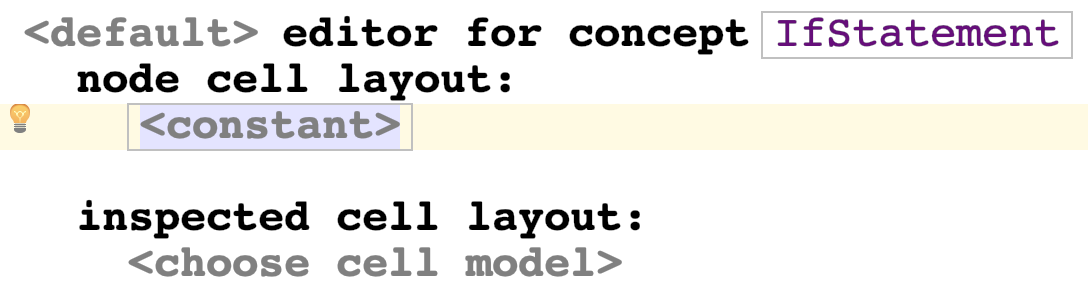 <default> editor for concept IfStatement
node cell layout:
<constant>
inspected cell layout:
<choose cell model>